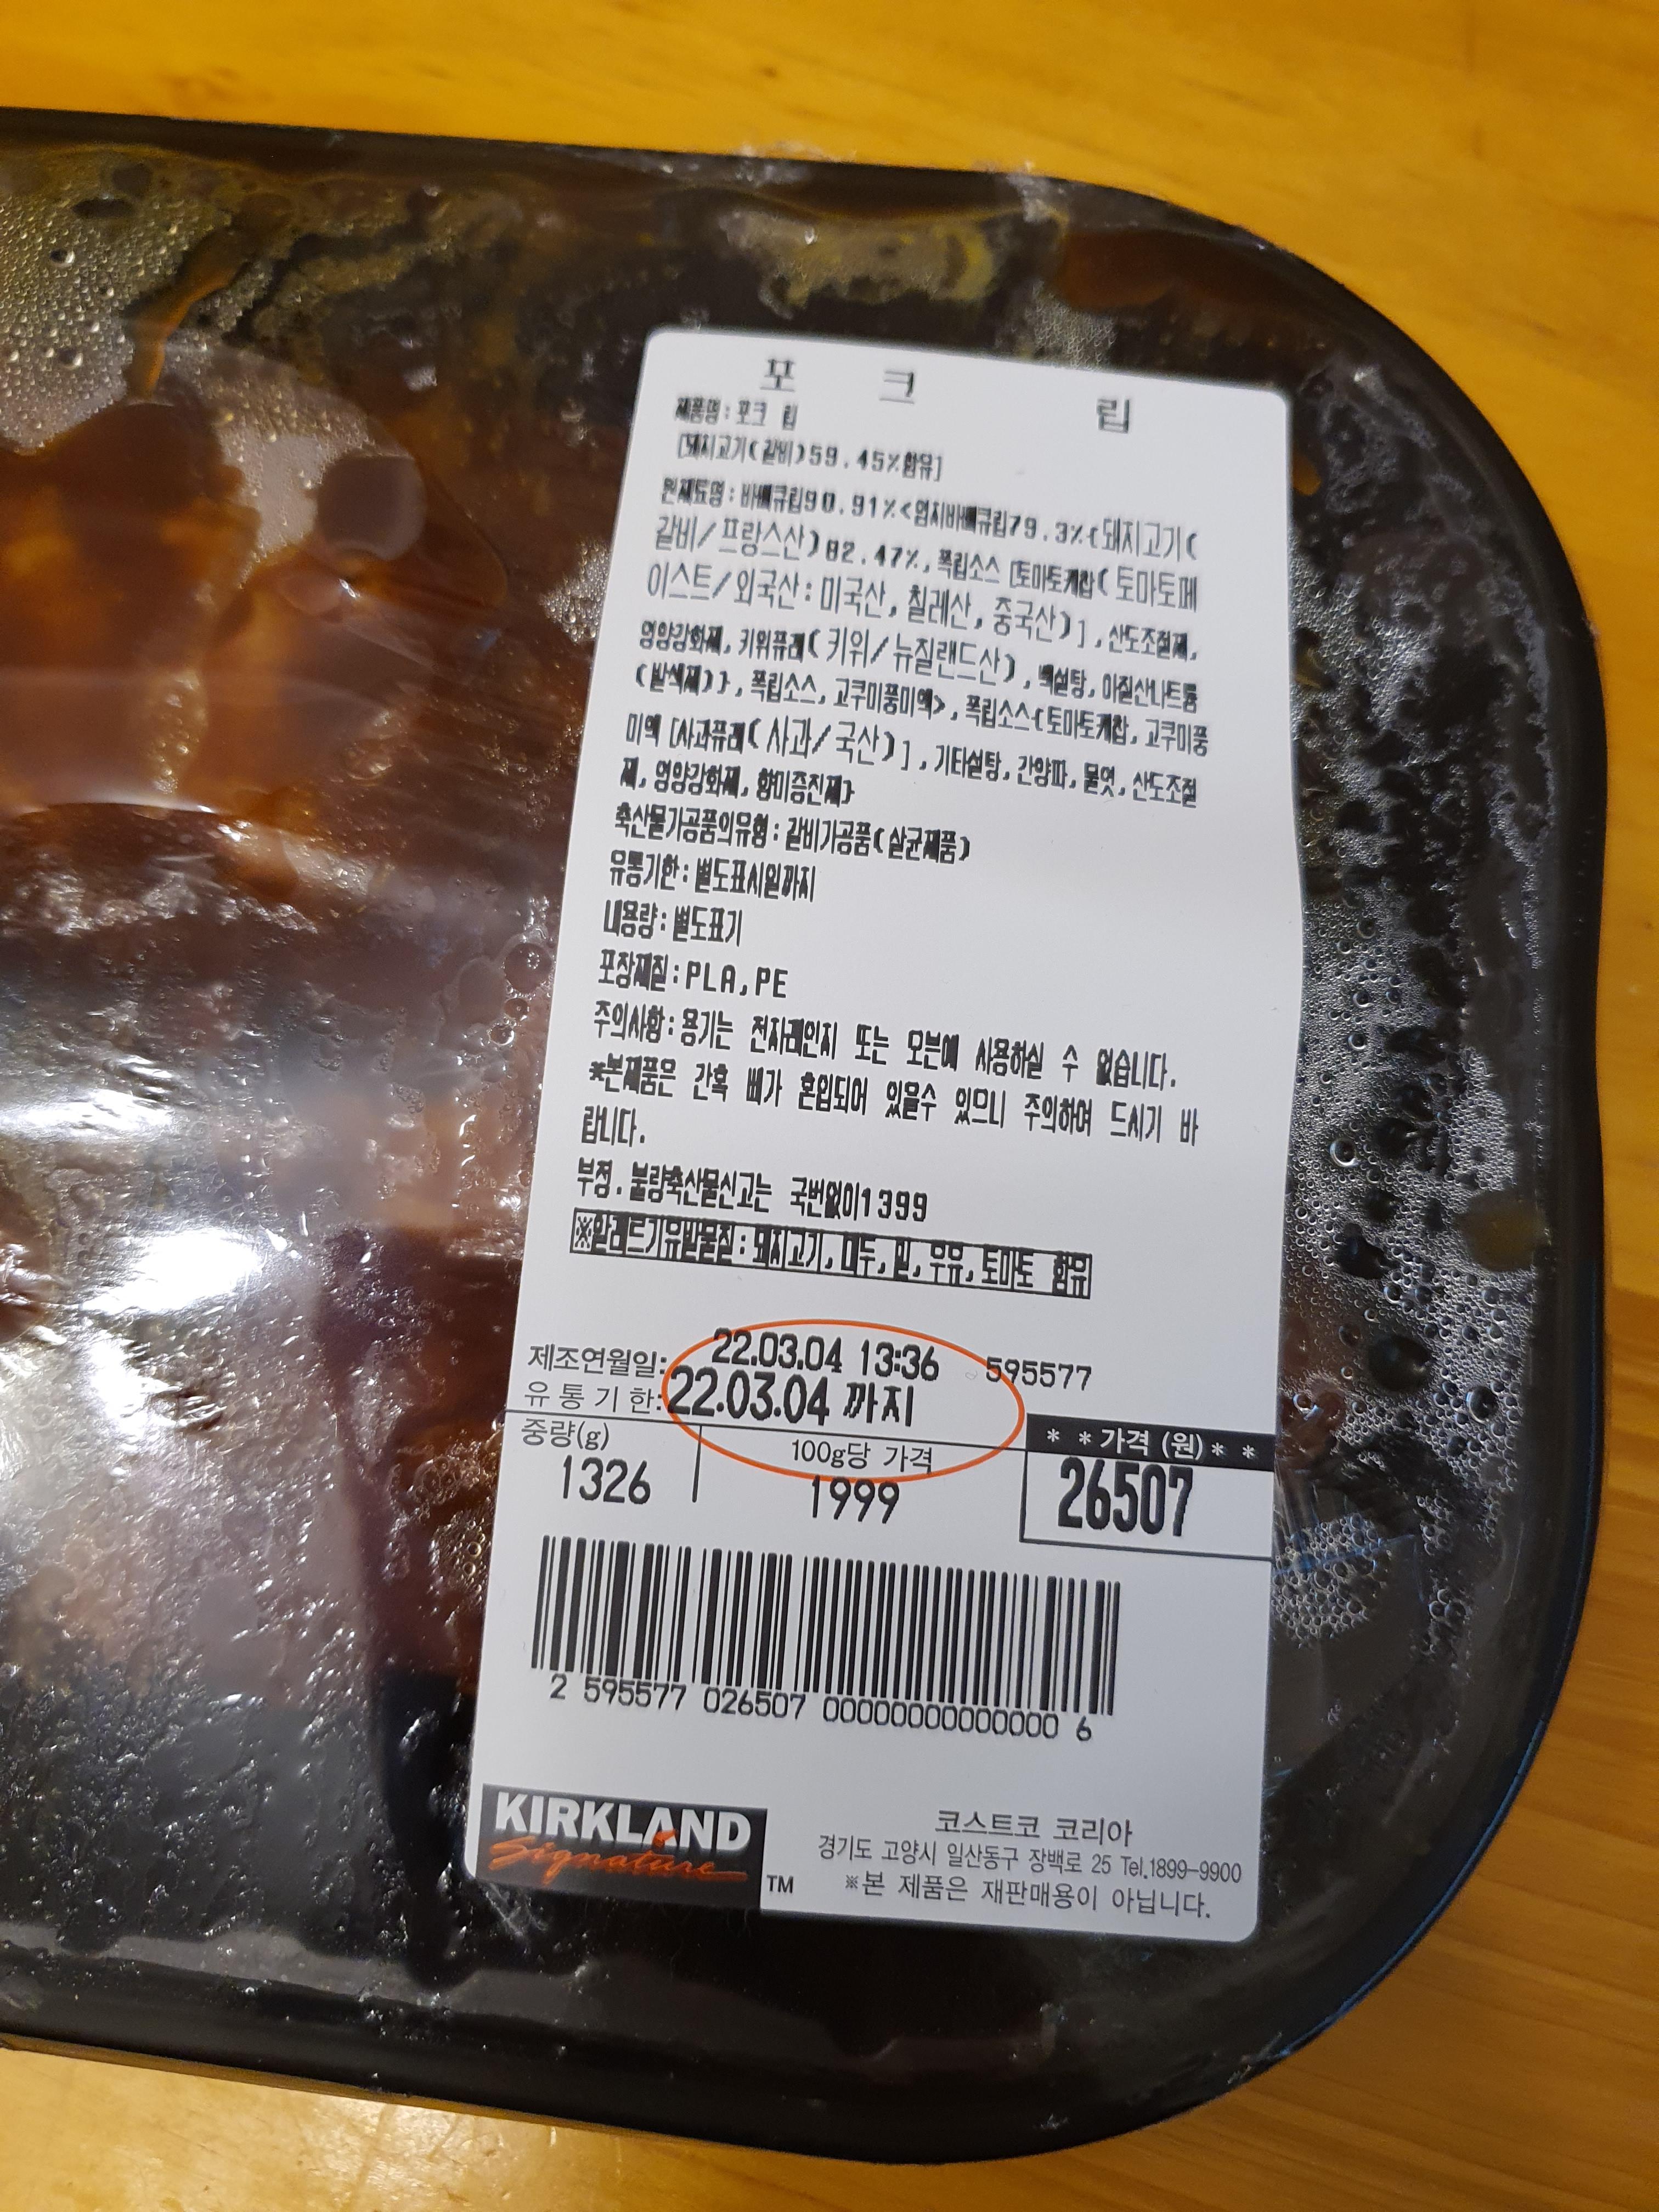 포 크 립
제품명:포크 립
[돼지고기(갈비)59.45%함유]
원재료명:바베큐립90.91%<염지바베큐립79.3%{돼지고기(
갈비/프랑스산)82.47%,폭립소스 [토마토케찹(토마토페
이스트/외국산:미국산,칠레산,중국산)],산도조절제,
영양강화제,키위퓨레(키위/뉴질랜드산),백설탕,아질산나트륨
(발색제)},폭립소스,고쿠미풍미액>,폭립소스{토마토케찹,고쿠미풍
미액 [사과퓨레(사과/국산)],기타설탕,간양파,물엿,산도조절
제,영양강화제,향미증진제}
축산물가공품의유형:갈비가공품(살균제품)
유통기한:별도표시일까지
내용량:별도표기
포장재질:PLA,PE
주의사항:용기는 전자레인지 또는 오븐에 사용하실 수 없습니다.
*본제품은 간혹 뼈가 혼입되어 있을수 있으니 주의하여 드시기 바
랍니다.
부정.불량축산물신고는 국번없이1399
※알레르기유발물질:돼지고기,대두,밀,우유,토마토 함유
제조연월일: 22.03.04 13:36 595577
유통기한: 22.03.04 까지
중량(g) 100g당 가격 * * 가격 (원) * *
1326 1999 26507
2 595577 026507 00000000000000 6
KIRKLAND
Signature TM
코스트코 코리아
경기도 고양시 일산동구 장백로 25 Tel.1899-9900
※본 제품은 재판매용이 아닙니다.